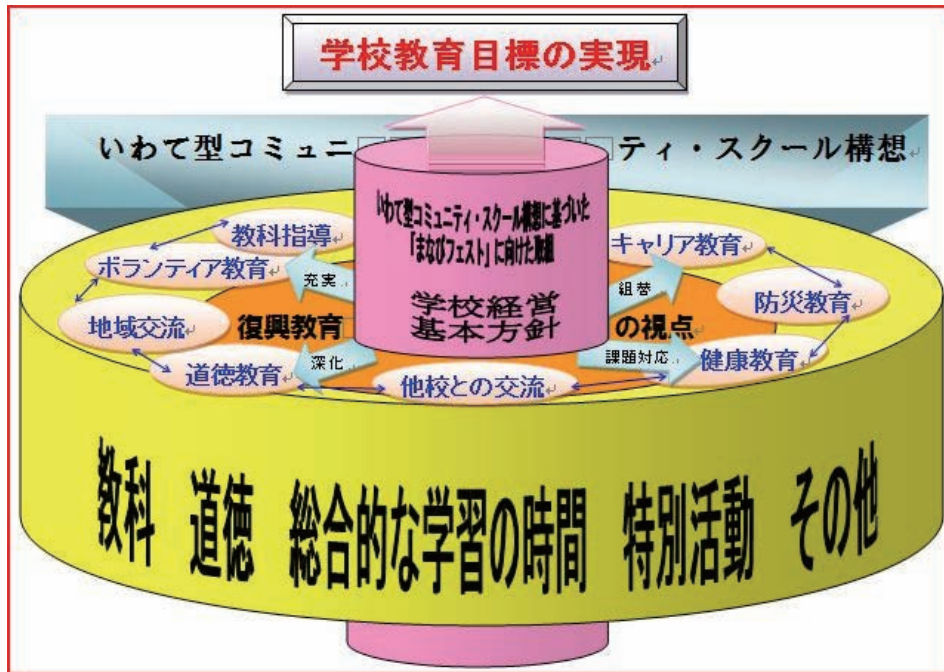 学校教育目標の実現
いわて型コミュニティ・スクール構想
いわて型コミュニティ・スクール構想に基づいた
「まなびフェスト」に向けた取組
学校経営
基本方針
教科指導
キャリア教育
ボランティア教育
充実
組替
防災教育
地域交流
復興教育の視点
道徳教育
深化
課題対応
健康教育
他校との交流
教科 道徳 総合的な学習の時間 特別活動 その他